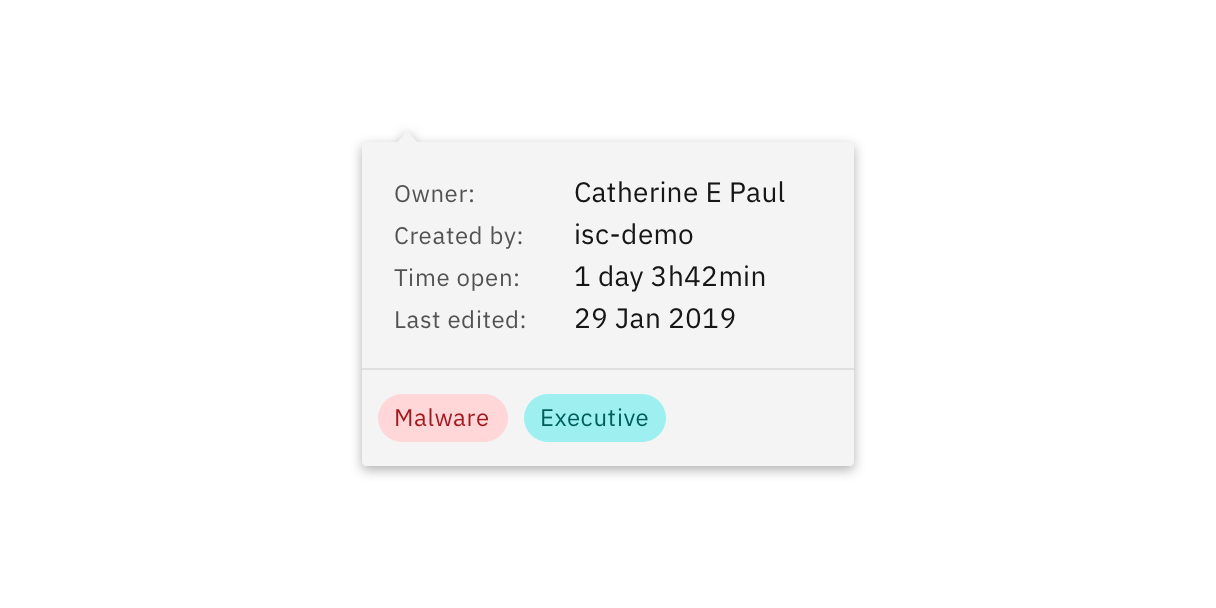 Owner: Catherine E Paul
Created by: isc-demo
Time open: 1 day 3h42min
Last edited: 29 Jan 2019
Malware Executive